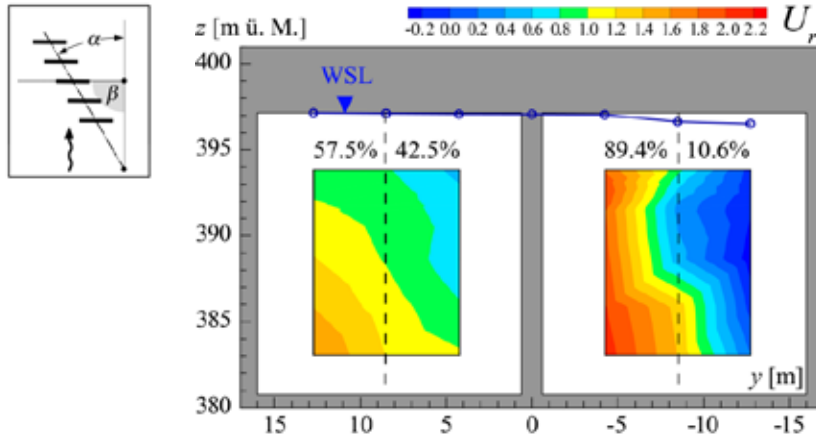 α
β
z [m ü. M.]
-0.2 0.0 0.2 0.4 0.6 0.8 1.0 1.2 1.4 1.6 1.8 2.0 2.2
U_r
400
WSL
395
57.5% 42.5%
89.4% 10.6%
390
385
y [m]
380
15 10 5 0 -5 -10 -15